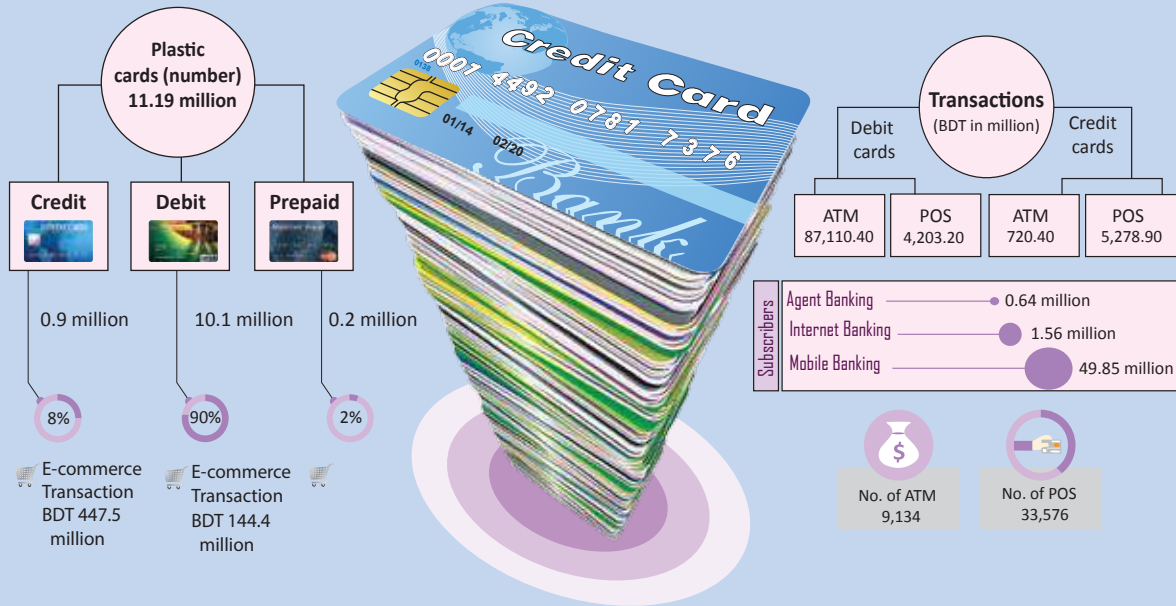 Plastic
cards (number)
11.19 million
Credit
Debit
Prepaid
0.9 million
10.1 million
0.2 million
8%
90%
2%
E-commerce
Transaction
BDT 447.5
million
E-commerce
Transaction
BDT 144.4
million
Credit Card
0007 4492 0781 7376
0138
01/14
02/20
Bank
Transactions
(BDT in million)
Debit
cards
Credit
cards
ATM
87,110.40
POS
4,203.20
ATM
720.40
POS
5,278.90
Subscribers
Agent Banking
0.64 million
Internet Banking
1.56 million
Mobile Banking
49.85 million
$
No. of ATM
9,134
No. of POS
33,576